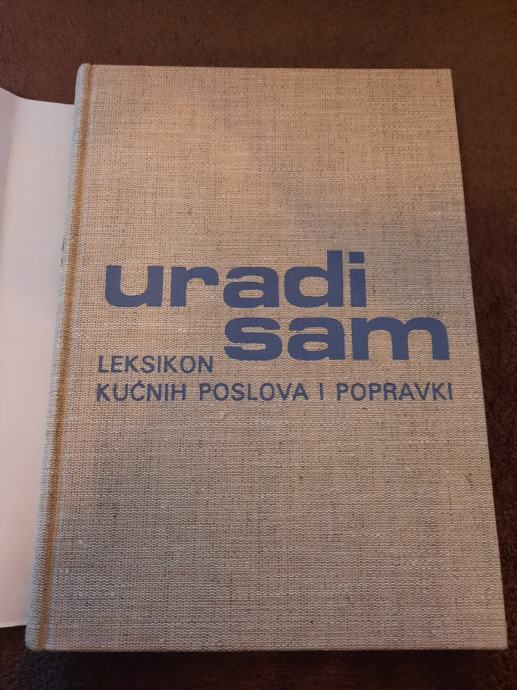 uradi
sam
LEKSIKON
KUĆNIH POSLOVA I POPRAVKI